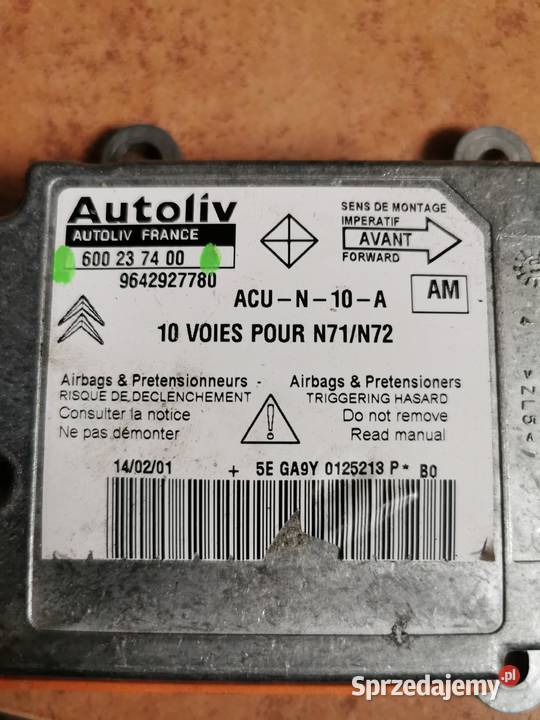 Autoliv
AUTOLIV FRANCE
600 23 74 00
9642927780
SENS DE MONTAGE
IMPERATIF
AVANT
FORWARD
ACU-N-10-A
AM
10 VOIES POUR N71/N72
Airbags & Pretensionneurs -
RISQUE DE DECLENCHEMENT
Consulter la notice
Ne pas démonter
Airbags & Pretensioners
TRIGGERING HASARD
Do not remove
Read manual
14/02/01 + 5E GA9Y 0125213 P* B0
Sprzedajemy.pl